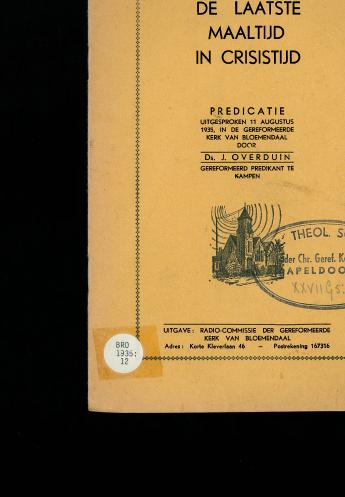 DE LAATSTE
MAALTIJD
IN CRISISTIJD
PREDICATIE
UITGESPROKEN 11 AUGUSTUS
1935, IN DE GEREFORMEERDE
KERK VAN BLOEMENDAAL
DOOR
Ds. J. OVERDUIN
GEREFORMEERD PREDIKANT TE
KAMPEN
THEOL. S
der Chr. Geref. K
APELDOO
XXVII G 5
UITGAVE: RADIO-COMMISSIE DER GEREFORMEERDE
KERK VAN BLOEMENDAAL
Adres: Korte Kleverlaan 46 – Postrekening 167316
BRO
1935:
12